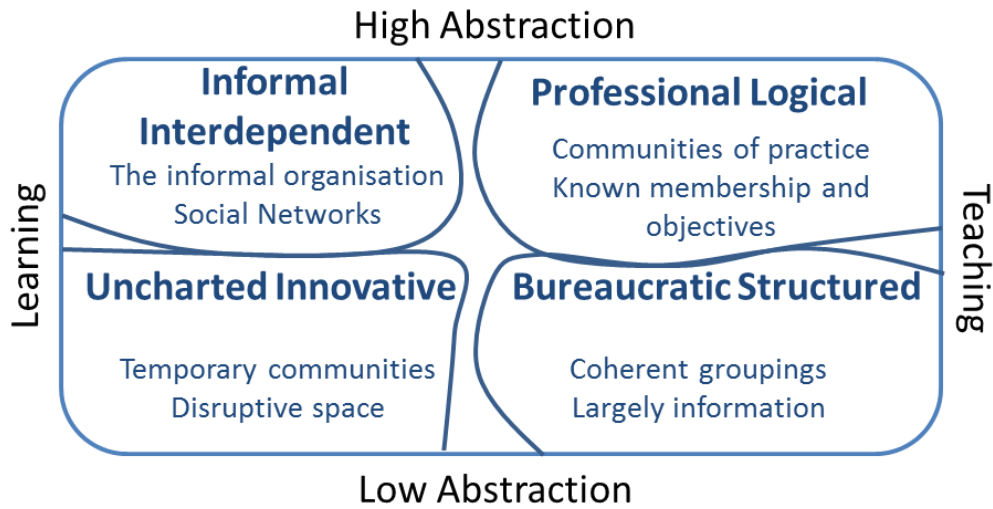 High Abstraction
Informal
Interdependent
The informal organisation
Social Networks
Professional Logical
Communities of practice
Known membership and
objectives
Learning
Teaching
Uncharted Innovative
Temporary communities
Disruptive space
Bureaucratic Structured
Coherent groupings
Largely information
Low Abstraction